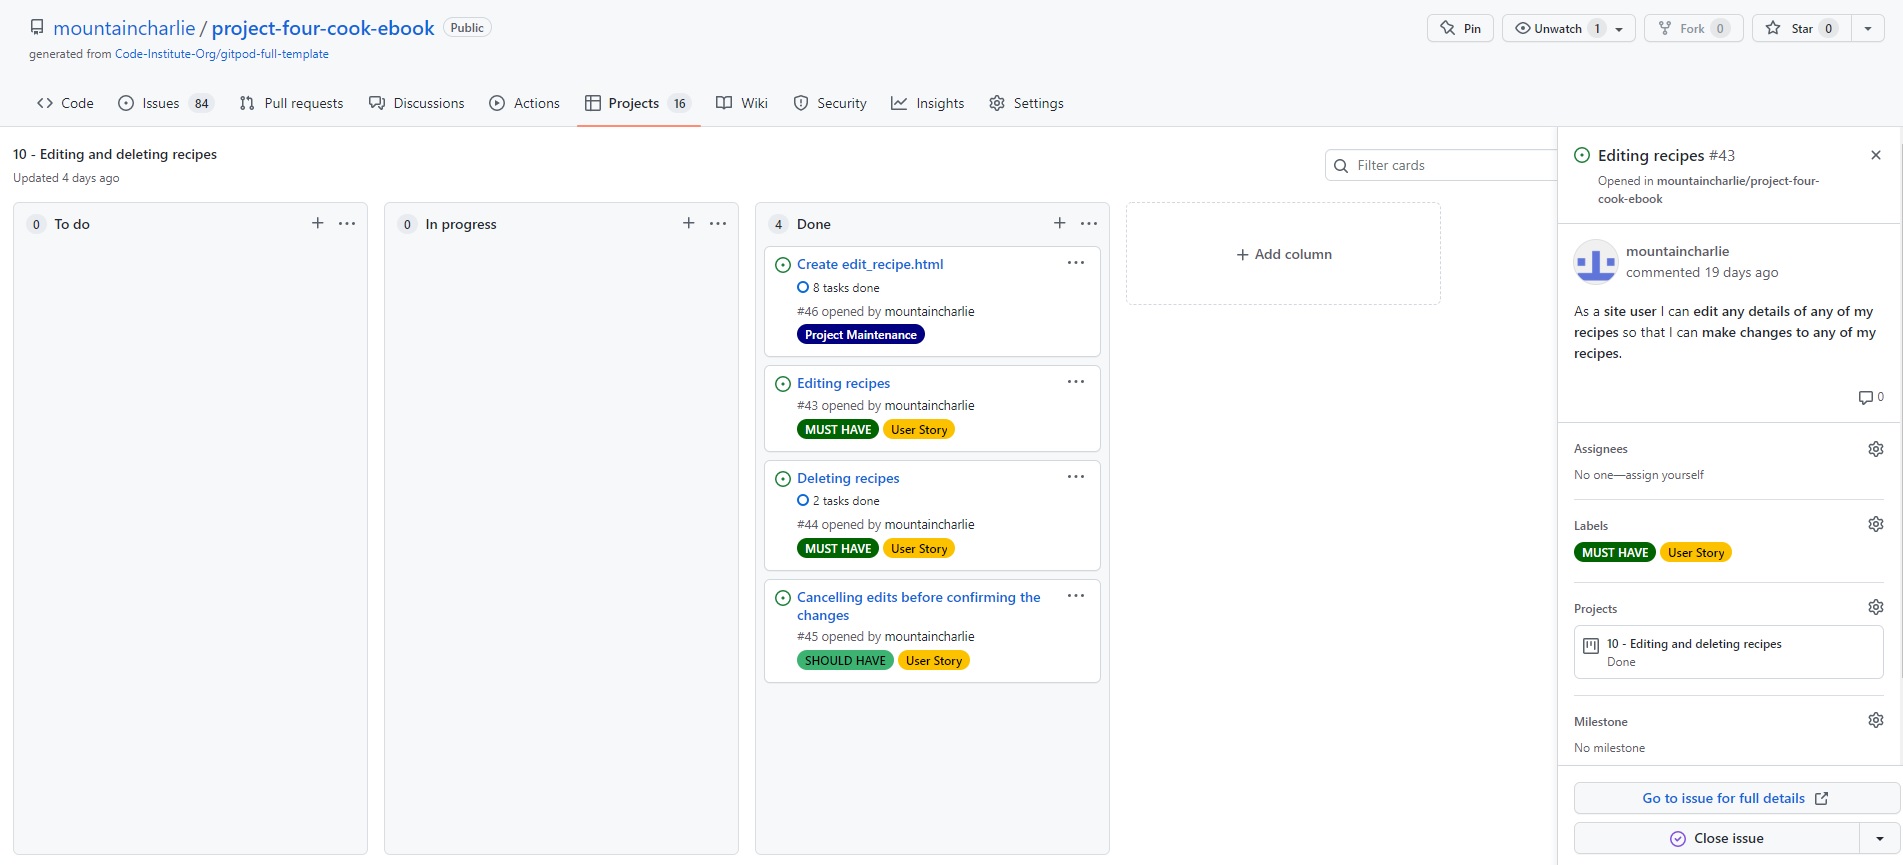 mountaincharlie / project-four-cook-ebook Public
Pin
Unwatch 1
Fork 0
Star 0
generated from Code-Institute-Org/gitpod-full-template
Code
Issues 84
Pull requests
Discussions
Actions
Projects 16
Wiki
Security
Insights
Settings
10 - Editing and deleting recipes
Updated 4 days ago
Filter cards
0 To do
0 In progress
4 Done
Create edit_recipe.html
8 tasks done
#46 opened by mountaincharlie
Project Maintenance
Editing recipes
#43 opened by mountaincharlie
MUST HAVE User Story
Deleting recipes
2 tasks done
#44 opened by mountaincharlie
MUST HAVE User Story
Cancelling edits before confirming the
changes
#45 opened by mountaincharlie
SHOULD HAVE User Story
Add column
Editing recipes #43
Opened in mountaincharlie/project-four-
cook-ebook
mountaincharlie
commented 19 days ago
As a site user I can edit any details of any of my
recipes so that I can make changes to any of my
recipes.
0
Assignees
No one—assign yourself
Labels
MUST HAVE User Story
Projects
10 - Editing and deleting recipes
Done
Milestone
No milestone
Go to issue for full details
Close issue